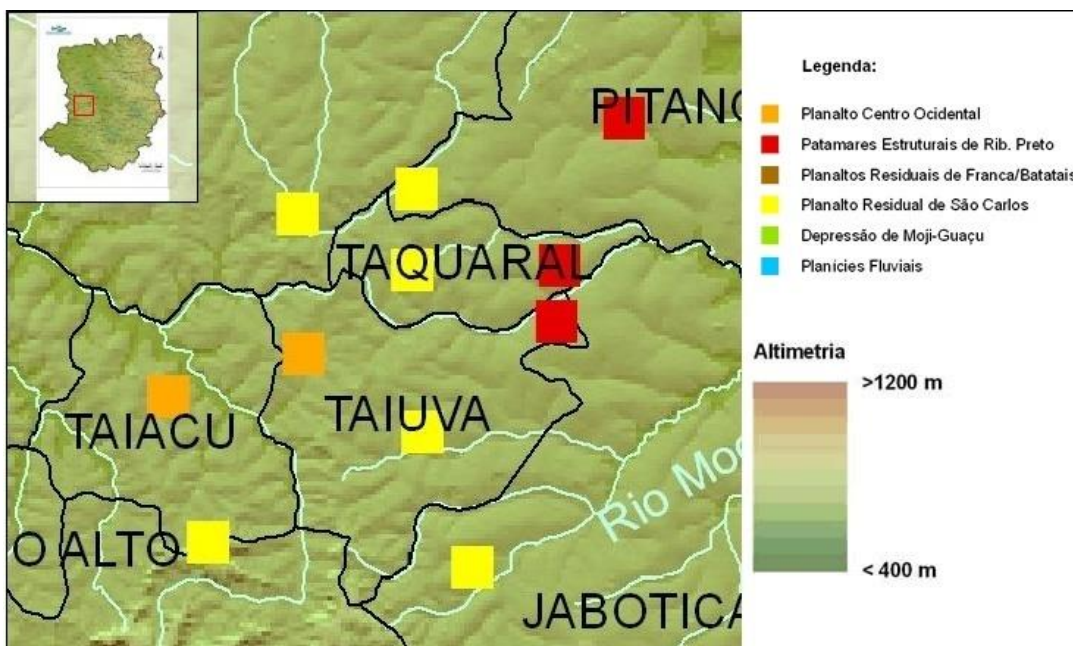 PITANG
TAQUARAL
TAIUVA
TAIACU
O ALTO
Rio Mo
JABOTICA
Legenda:
Planalto Centro Ocidental
Patamares Estruturais de Rib. Preto
Planaltos Residuais de Franca/Batatais
Planalto Residual de São Carlos
Depressão de Moji-Guaçu
Planícies Fluviais
Altimetria
>1200 m
< 400 m